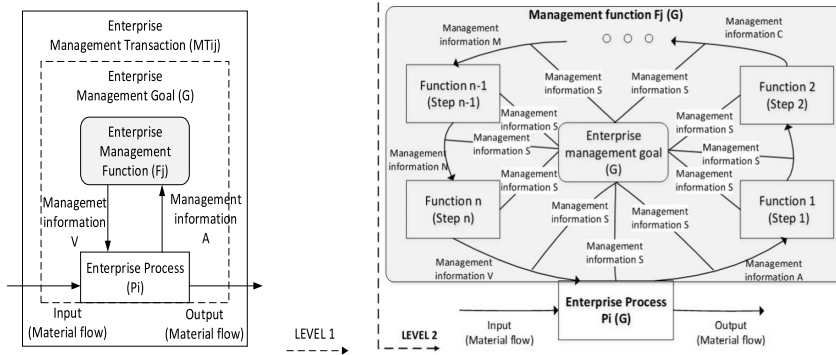 Enterprise
Management Transaction (MTij)
Enterprise
Management Goal (G)
Enterprise
Management
Function (Fj)
Managemet
information
V
Management
information
A
Enterprise Process
(Pi)
Input
(Material flow)
Output
(Material flow)
LEVEL 1
Management function Fj (G)
Management
information M
Management
information C
Management
information S
Management
information S
Function n-1
(Step n-1)
Function 2
(Step 2)
Management
information S
Management
information S
Management
information S
Management
information S
Enterprise
management goal
(G)
Management
information N
Management
information S
Management
information S
Function n
(Step n)
Function 1
(Step 1)
Management
information S
Management
information S
Management
information S
Management
information V
Management
information A
Enterprise Process
Pi (G)
Input
(Material flow)
Output
(Material flow)
LEVEL 2